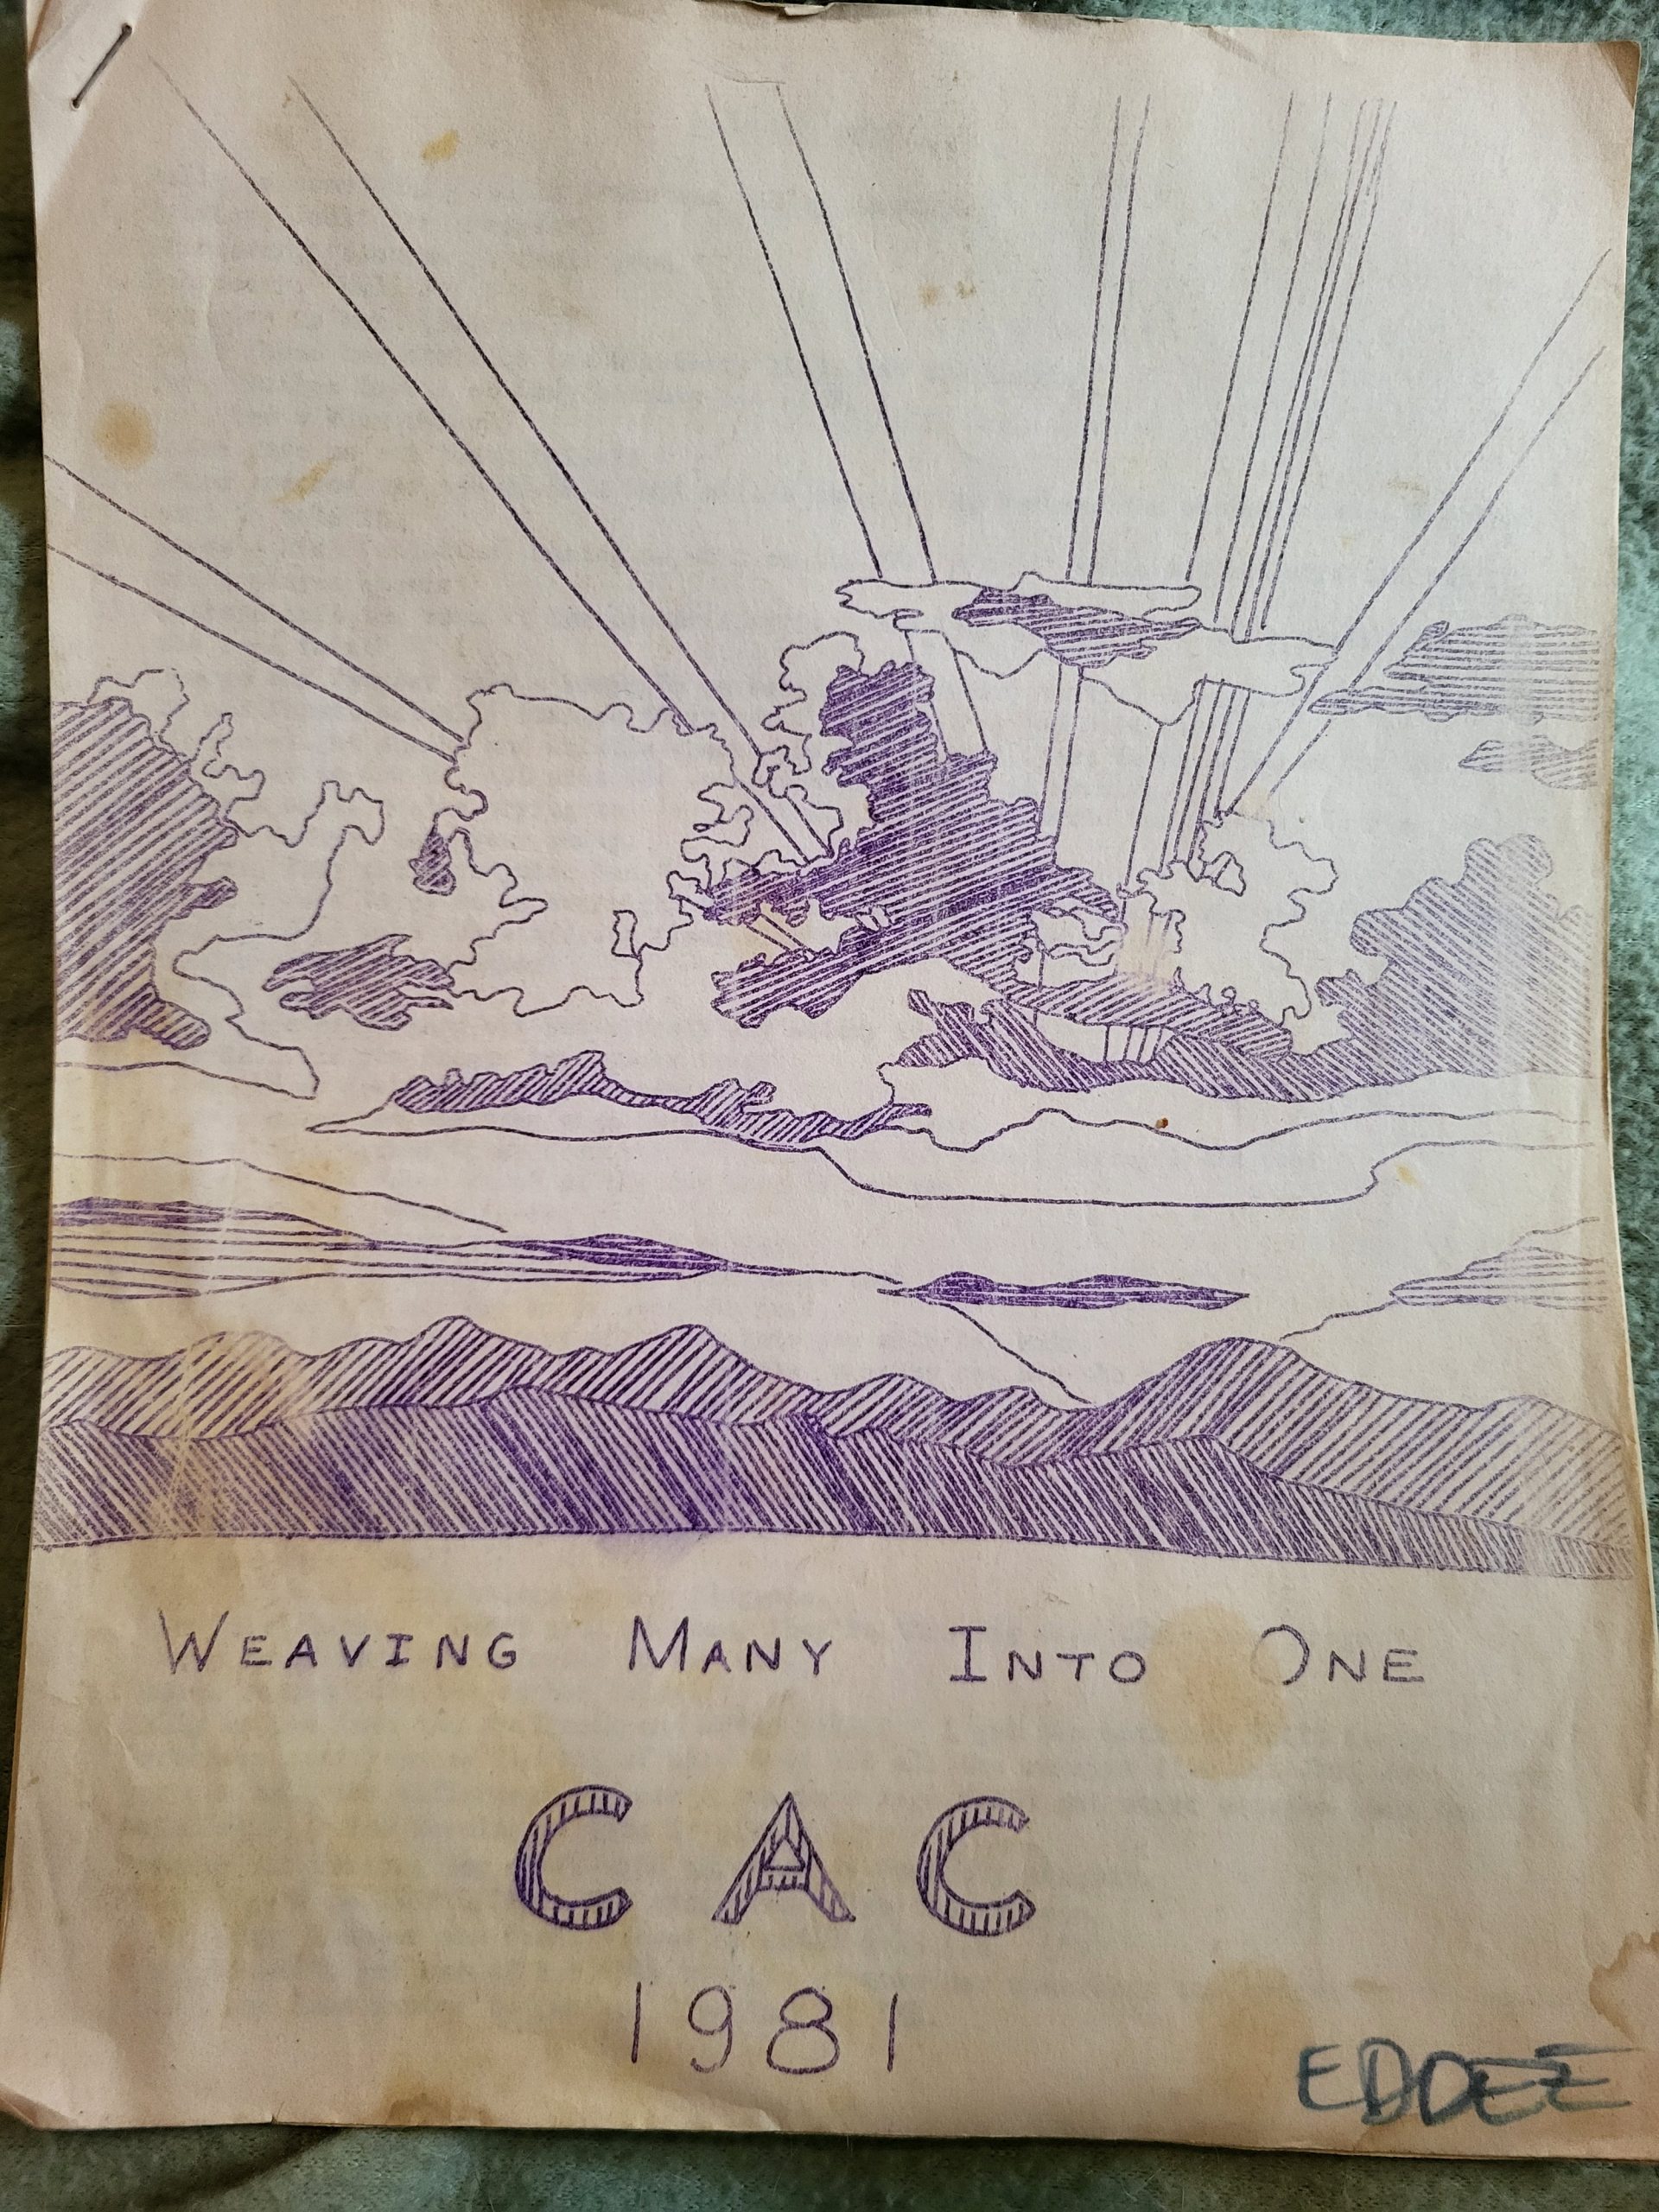 WEAVING MANY INTO ONE
CAC
1981
EDDEE